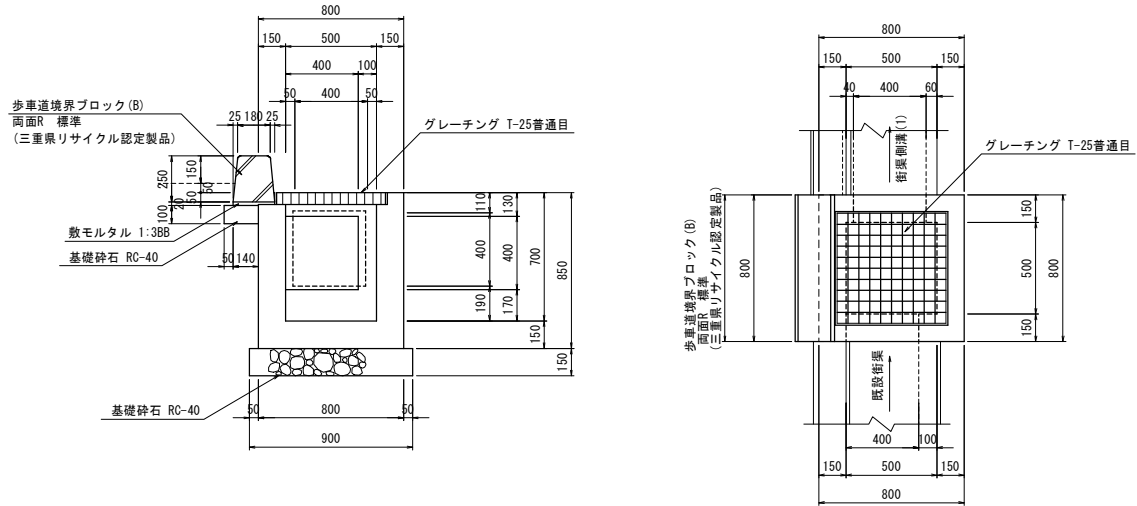 800
150 500 150
400 100
50 400 50
歩車道境界ブロック(B)
両面R 標準
(三重県リサイクル認定製品)
25 180 25
グレーチング T-25普通目
250
150
50
60
20
100
敷モルタル 1:3BB
基礎砕石 RC-40
50 140
110
130
400
400
190
170
700
150
850
150
基礎砕石 RC-40
50 800 50
900
800
150 500 150
40 400 60
街渠側溝(1)
グレーチング T-25普通目
歩車道境界ブロック(B)
両面R 標準
(三重県リサイクル認定製品)
800
150
500
150
800
既設街渠
400 100
150 500 150
800